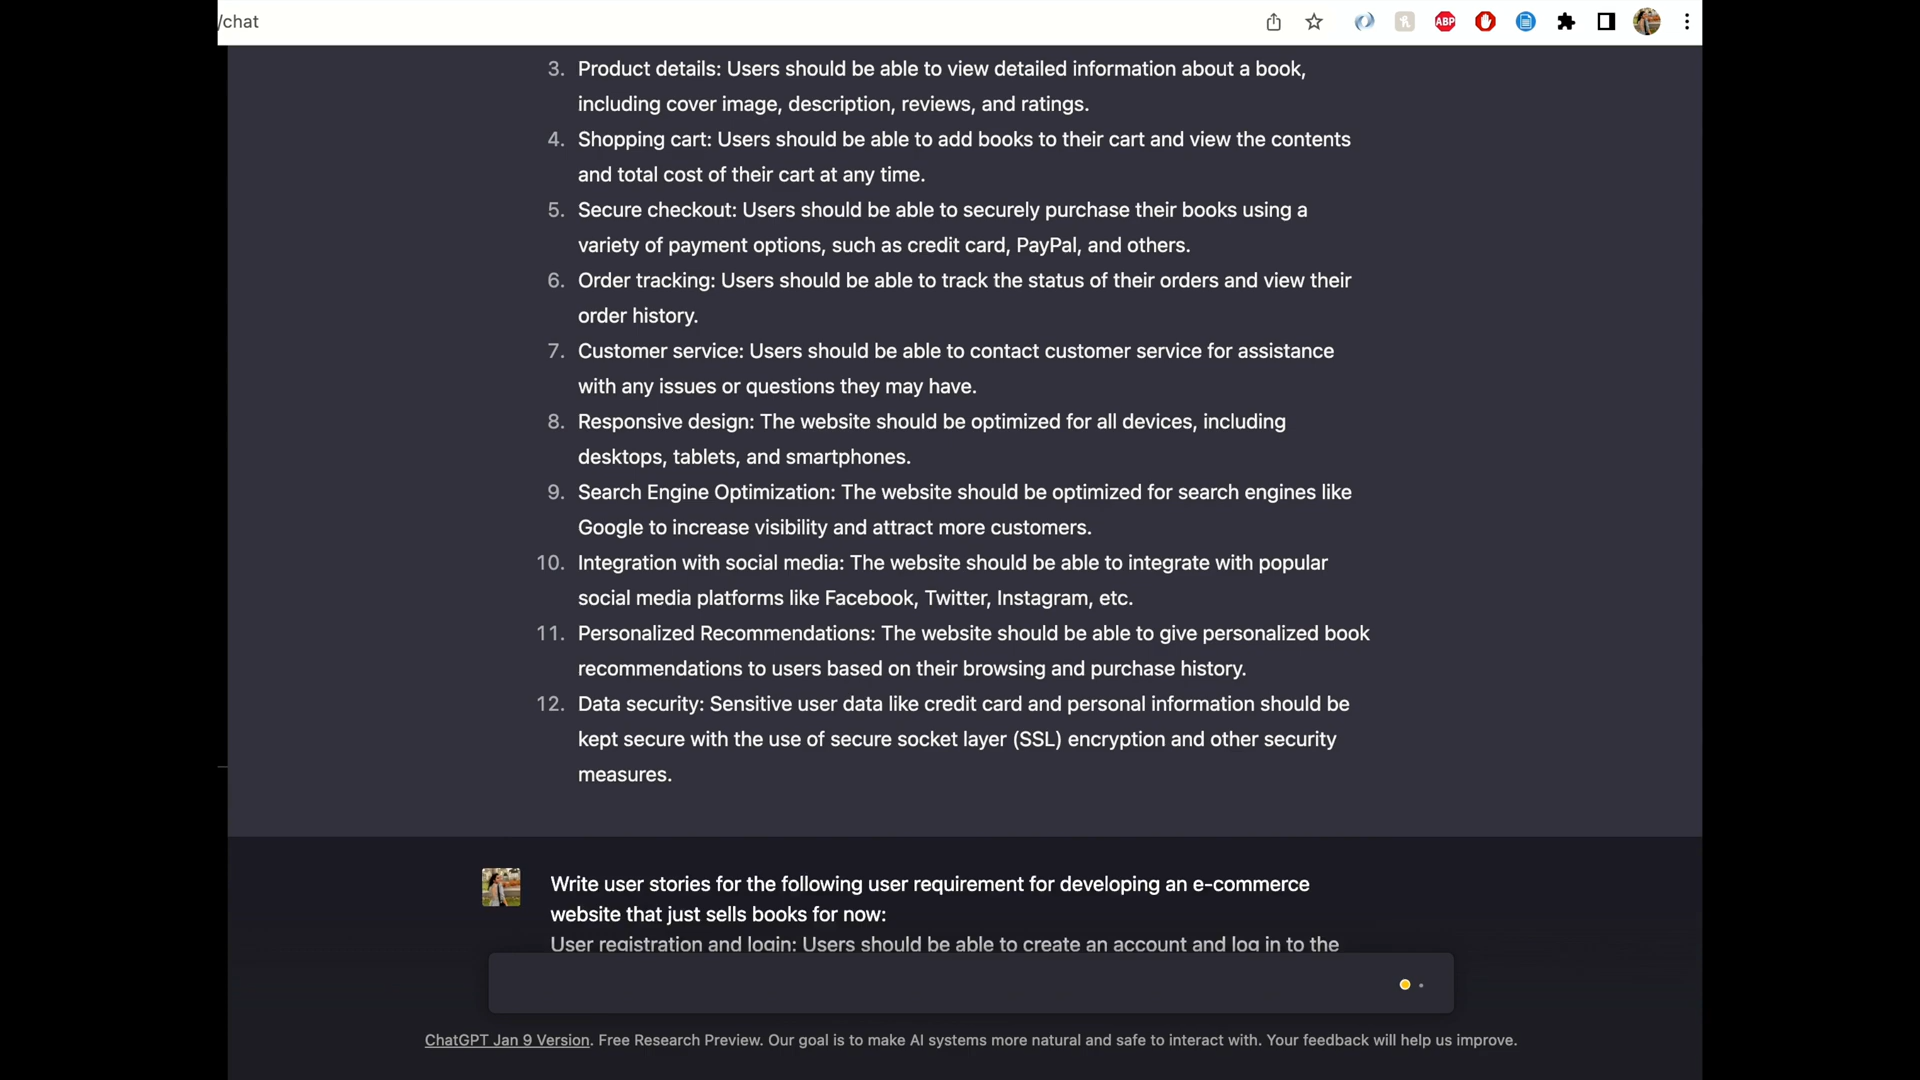 /chat
ABP
3. Product details: Users should be able to view detailed information about a book,
including cover image, description, reviews, and ratings.
4. Shopping cart: Users should be able to add books to their cart and view the contents
and total cost of their cart at any time.
5. Secure checkout: Users should be able to securely purchase their books using a
variety of payment options, such as credit card, PayPal, and others.
6. Order tracking: Users should be able to track the status of their orders and view their
order history.
7. Customer service: Users should be able to contact customer service for assistance
with any issues or questions they may have.
8. Responsive design: The website should be optimized for all devices, including
desktops, tablets, and smartphones.
9. Search Engine Optimization: The website should be optimized for search engines like
Google to increase visibility and attract more customers.
10. Integration with social media: The website should be able to integrate with popular
social media platforms like Facebook, Twitter, Instagram, etc.
11. Personalized Recommendations: The website should be able to give personalized book
recommendations to users based on their browsing and purchase history.
12. Data security: Sensitive user data like credit card and personal information should be
kept secure with the use of secure socket layer (SSL) encryption and other security
measures.
Write user stories for the following user requirement for developing an e-commerce
website that just sells books for now:
User registration and login: Users should be able to create an account and log in to the
ChatGPT Jan 9 Version. Free Research Preview. Our goal is to make AI systems more natural and safe to interact with. Your feedback will help us improve.